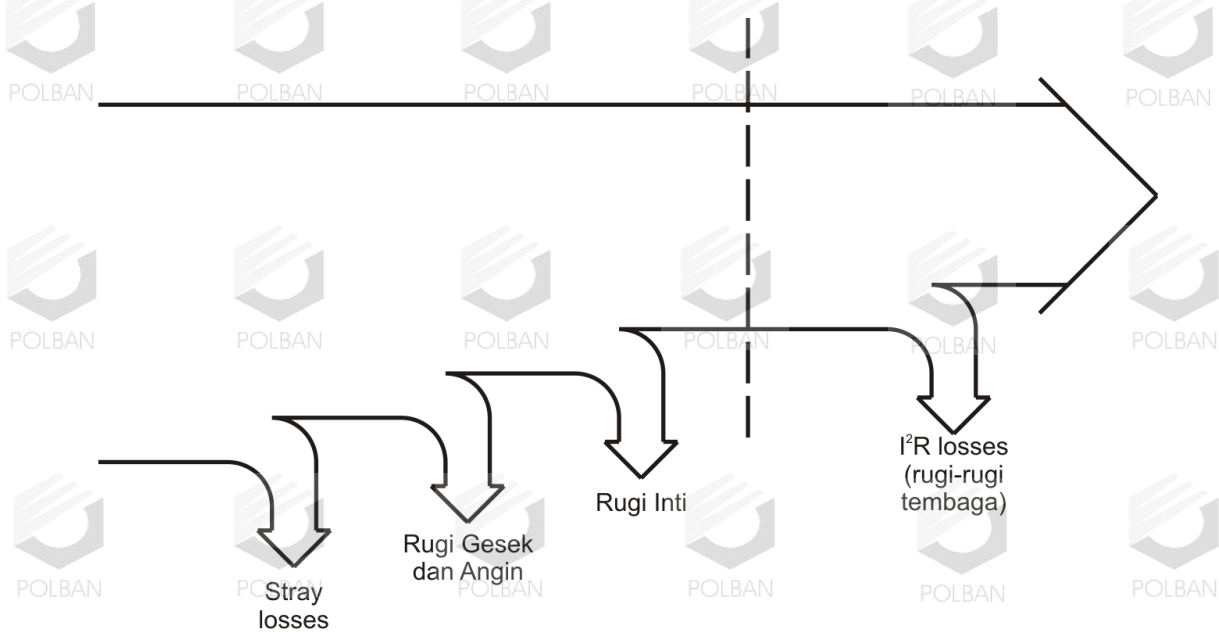 POLBAN POLBAN POLBAN POLBAN POLBAN POLBAN
POLBAN POLBAN POLBAN POLBAN POLBAN POLBAN
I²R losses
(rugi-rugi
tembaga)
Rugi Inti
Rugi Gesek
dan Angin
Stray
losses
POLBAN POLBAN POLBAN POLBAN POLBAN POLBAN